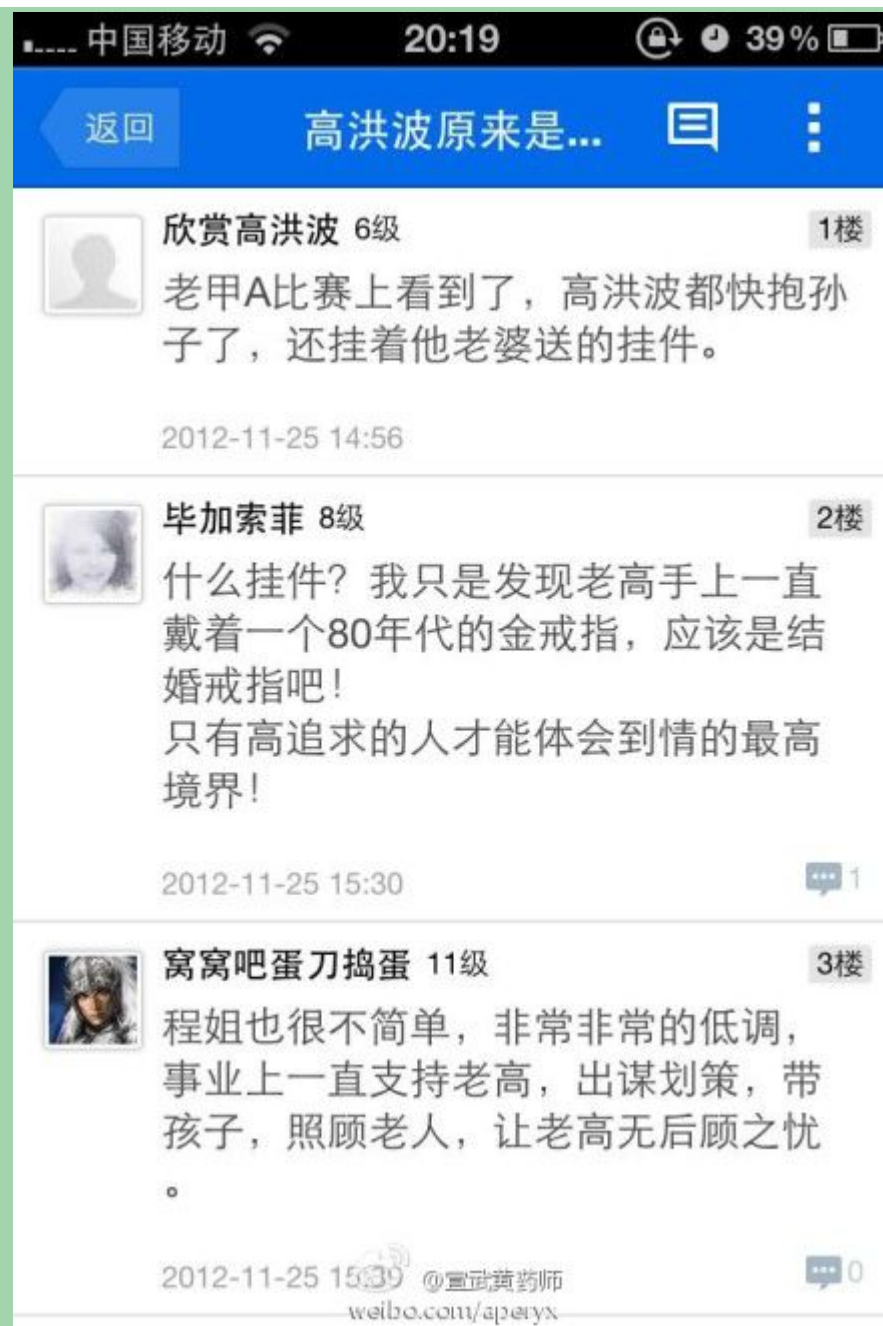 中国移动 20:19 39%
返回 高洪波原来是...
欣赏高洪波 6级 1楼
老甲A比赛上看到了，高洪波都快抱孙
子了，还挂着他老婆送的挂件。
2012-11-25 14:56
毕加索菲 8级 2楼
什么挂件？我只是发现老高手上一直
戴着一个80年代的金戒指，应该是结
婚戒指吧！
只有高追求的人才能体会到情的最高
境界！
2012-11-25 15:30 1
窝窝吧蛋刀捣蛋 11级 3楼
程姐也很不简单，非常非常的低调，
事业上一直支持老高，出谋划策，带
孩子，照顾老人，让老高无后顾之忧
。
2012-11-25 15:39 @宣武黄药师 0
weibo.com/aperyx